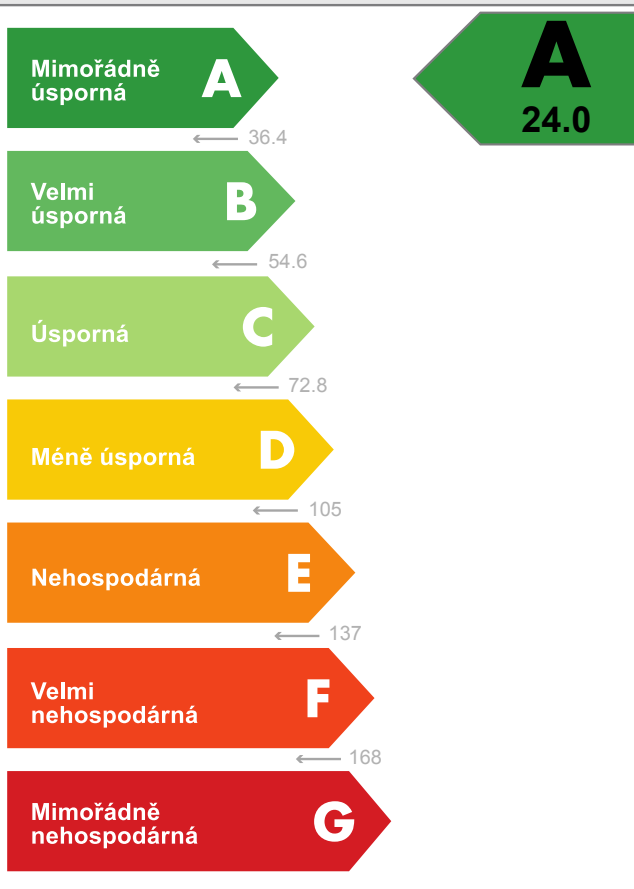 Mimořádně
úsporná
A
36.4
A
24.0
Velmi
úsporná
B
54.6
Úsporná
C
72.8
Méně úsporná
D
105
Nehospodárná
E
137
Velmi
nehospodárná
F
168
Mimořádně
nehospodárná
G